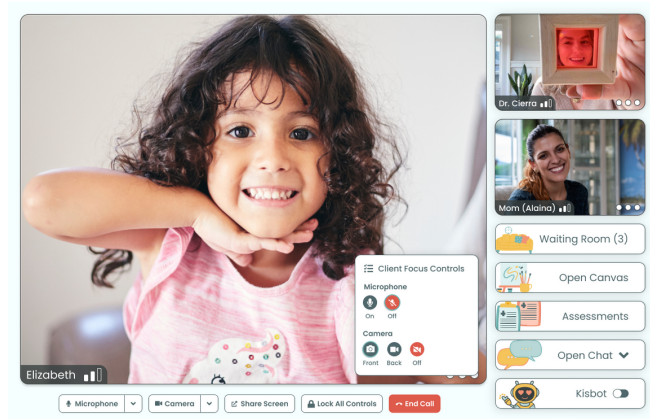 Elizabeth
Client Focus Controls
Microphone
On Off
Camera
Front Back Off
Dr. Cierra
Mom (Alaina)
Waiting Room (3)
Open Canvas
Assessments
Open Chat
Kisbot
Microphone
Camera
Share Screen
Lock All Controls
End Call